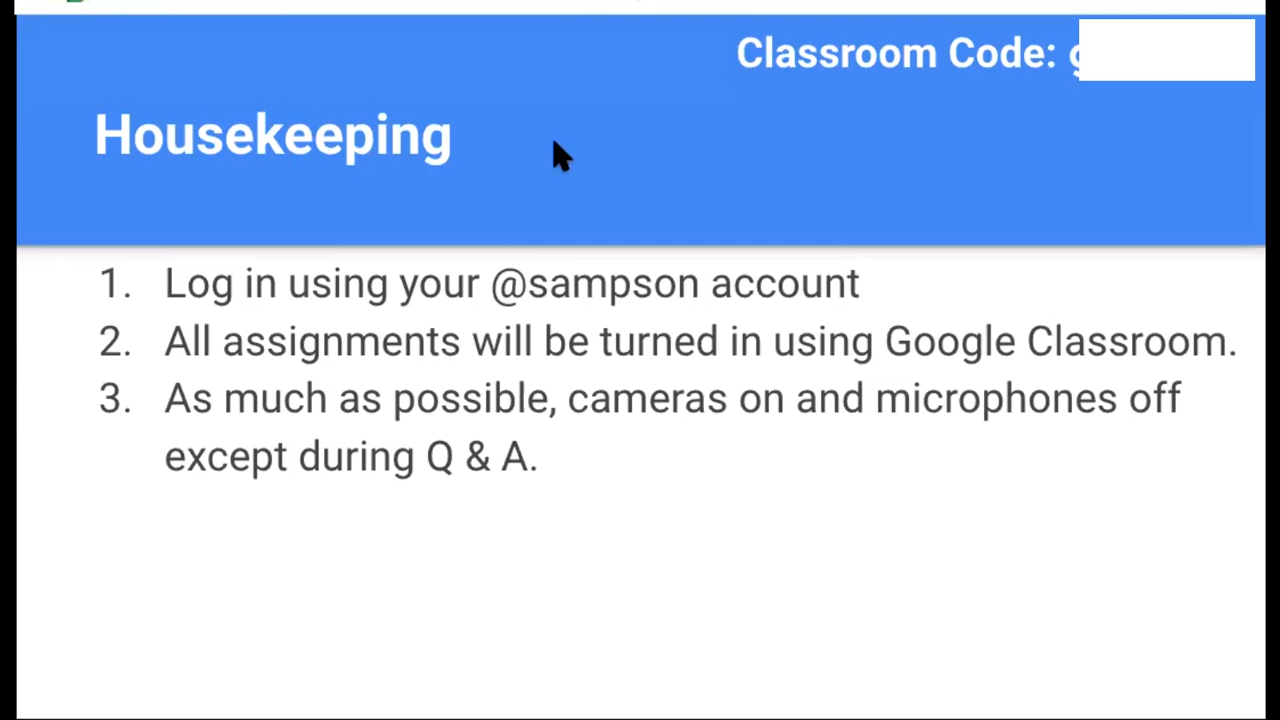 Classroom Code:
Housekeeping
1. Log in using your @sampson account
2. All assignments will be turned in using Google Classroom.
3. As much as possible, cameras on and microphones off
except during Q & A.